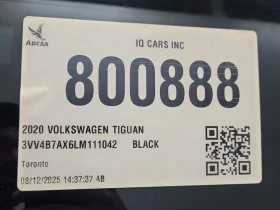 ADESA
IQ CARS INC
800888
2020 VOLKSWAGEN TIGUAN
3VV4B7AX6LM111042 BLACK
Toronto
08/12/2025 14:37:37 AB